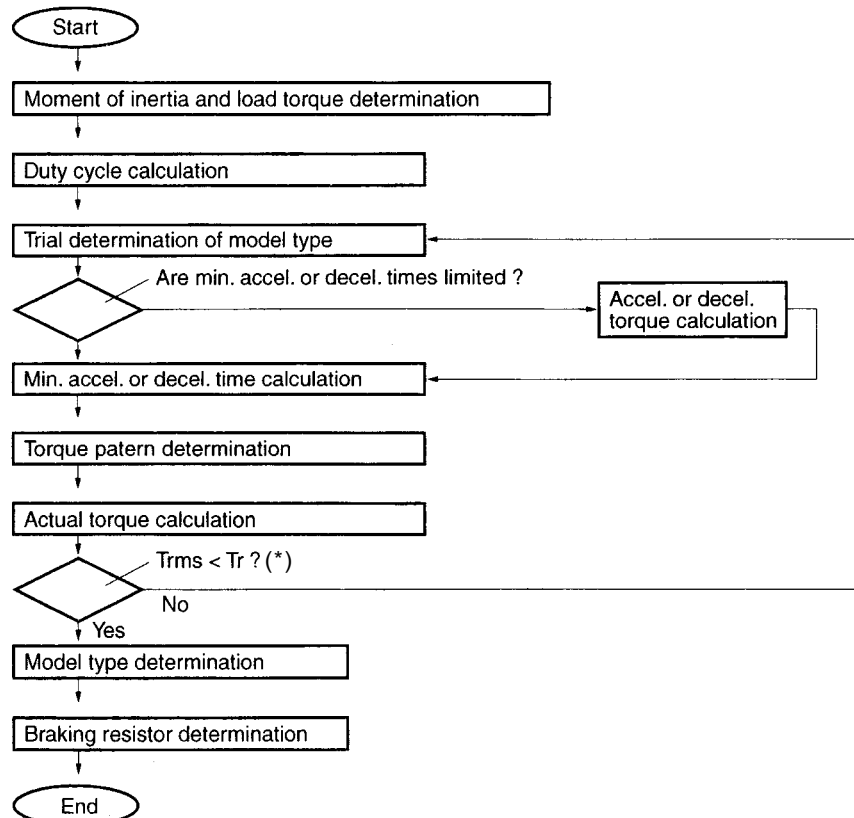 Start
Moment of inertia and load torque determination
Duty cycle calculation
Trial determination of model type
Are min. accel. or decel. times limited ?
Accel. or decel.
torque calculation
Min. accel. or decel. time calculation
Torque patern determination
Actual torque calculation
Trms < Tr ? (*)
No
Yes
Model type determination
Braking resistor determination
End